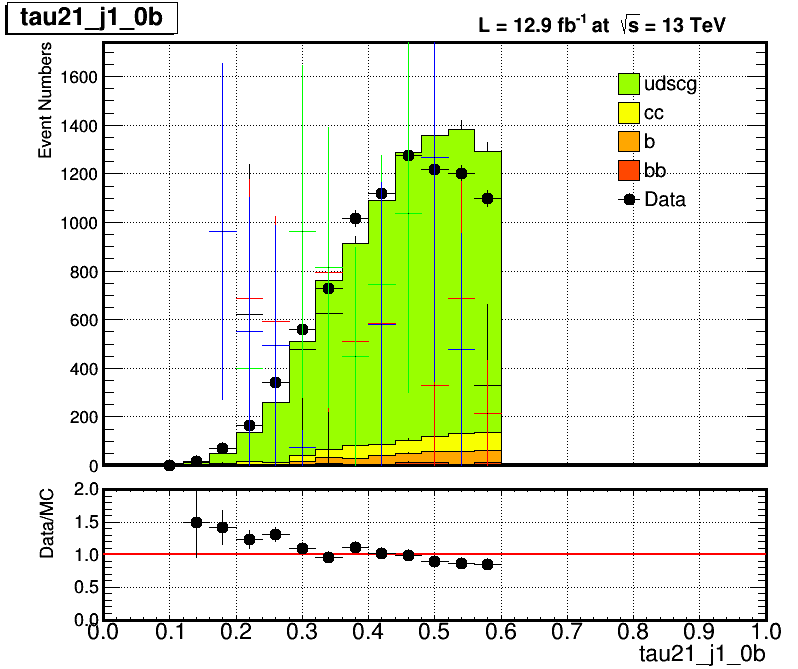 tau21_j1_0b
L = 12.9 fb⁻¹ at √s = 13 TeV
Event Numbers
1600
1400
1200
1000
800
600
400
200
0
udscg
cc
b
bb
Data
Data/MC
2.0
1.5
1.0
0.5
0.0
0.0 0.1 0.2 0.3 0.4 0.5 0.6 0.7 0.8 0.9 1.0
tau21_j1_0b